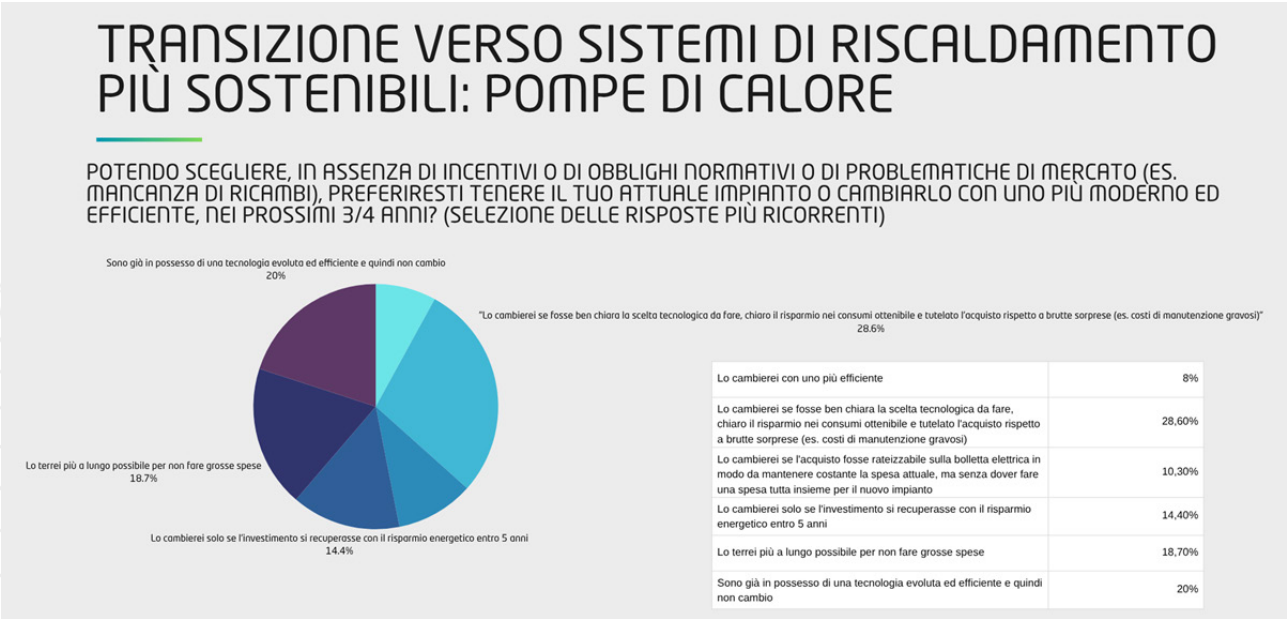 TRANSIZIONE VERSO SISTEMI DI RISCALDAMENTO
PIÙ SOSTENIBILI: POMPE DI CALORE
POTENDO SCEGLIERE, IN ASSENZA DI INCENTIVI O DI OBBLIGHI NORMATIVI O DI PROBLEMATICHE DI MERCATO (ES.
MANCANZA DI RICAMBI), PREFERIRESTI TENERE IL TUO ATTUALE IMPIANTO O CAMBIARLO CON UNO PIÙ MODERNO ED
EFFICIENTE, NEI PROSSIMI 3/4 ANNI? (SELEZIONE DELLE RISPOSTE PIÙ RICORRENTI)
Sono già in possesso di una tecnologia evoluta ed efficiente e quindi non cambio
20%
"Lo cambierei se fosse ben chiara la scelta tecnologica da fare, chiaro il risparmio nei consumi ottenibile e tutelato l'acquisto rispetto a brutte sorprese (es. costi di manutenzione gravosi)"
28.6%
Lo terrei più a lungo possibile per non fare grosse spese
18.7%
Lo cambierei solo se l'investimento si recuperasse con il risparmio energetico entro 5 anni
14.4%
Lo cambierei con uno più efficiente 8%
Lo cambierei se fosse ben chiara la scelta tecnologica da fare,
chiaro il risparmio nei consumi ottenibile e tutelato l'acquisto rispetto 28,60%
a brutte sorprese (es. costi di manutenzione gravosi)
Lo cambierei se l'acquisto fosse rateizzabile sulla bolletta elettrica in
modo da mantenere costante la spesa attuale, ma senza dover fare 10,30%
una spesa tutta insieme per il nuovo impianto
Lo cambierei solo se l'investimento si recuperasse con il risparmio
energetico entro 5 anni 14,40%
Lo terrei più a lungo possibile per non fare grosse spese 18,70%
Sono già in possesso di una tecnologia evoluta ed efficiente e quindi
non cambio 20%